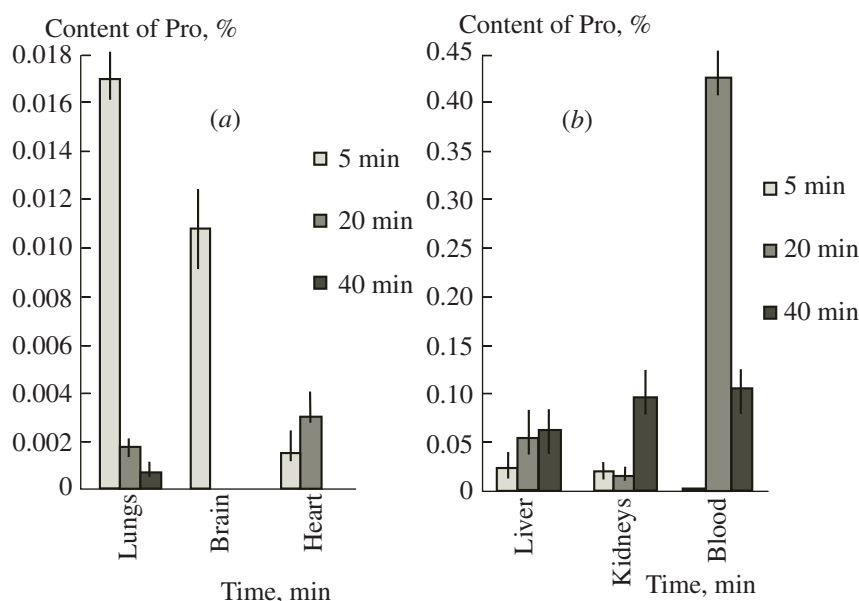 Content of Pro, %
0.018
0.016
0.014
0.012
0.010
0.008
0.006
0.004
0.002
0
(a)
5 min
20 min
40 min
Lungs
Brain
Heart
Time, min
Content of Pro, %
0.45
0.40
0.35
0.30
0.25
0.20
0.15
0.10
0.05
0
(b)
5 min
20 min
40 min
Liver
Kidneys
Blood
Time, min